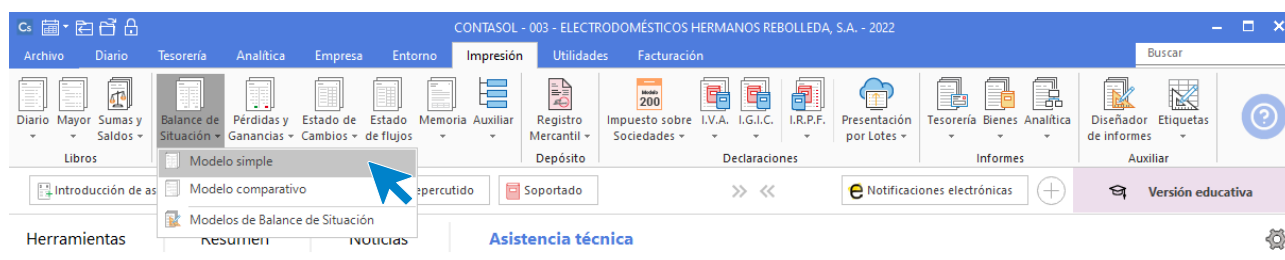 Cs
CONTASOL - 003 - ELECTRODOMÉSTICOS HERMANOS REBOLLEDA, S.A. - 2022
Archivo Diario Tesorería Analítica Empresa Entorno Impresión Utilidades Facturación Buscar
Diario Mayor Sumas y Saldos Balance de Situación Pérdidas y Ganancias Estado de Cambios Estado de flujos Memoria Auxiliar Registro Mercantil Modelo 200 Impuesto sobre Sociedades I.V.A. I.G.I.C. I.R.P.F. Presentación por Lotes Tesorería Bienes Analítica Diseñador de informes Etiquetas ?
Libros Depósito Declaraciones Informes Auxiliar
Modelo simple
Modelo comparativo
Modelos de Balance de Situación
Introducción de as epercutido Soportado Notificaciones electrónicas Versión educativa
Herramientas Resumen Noticias Asistencia técnica